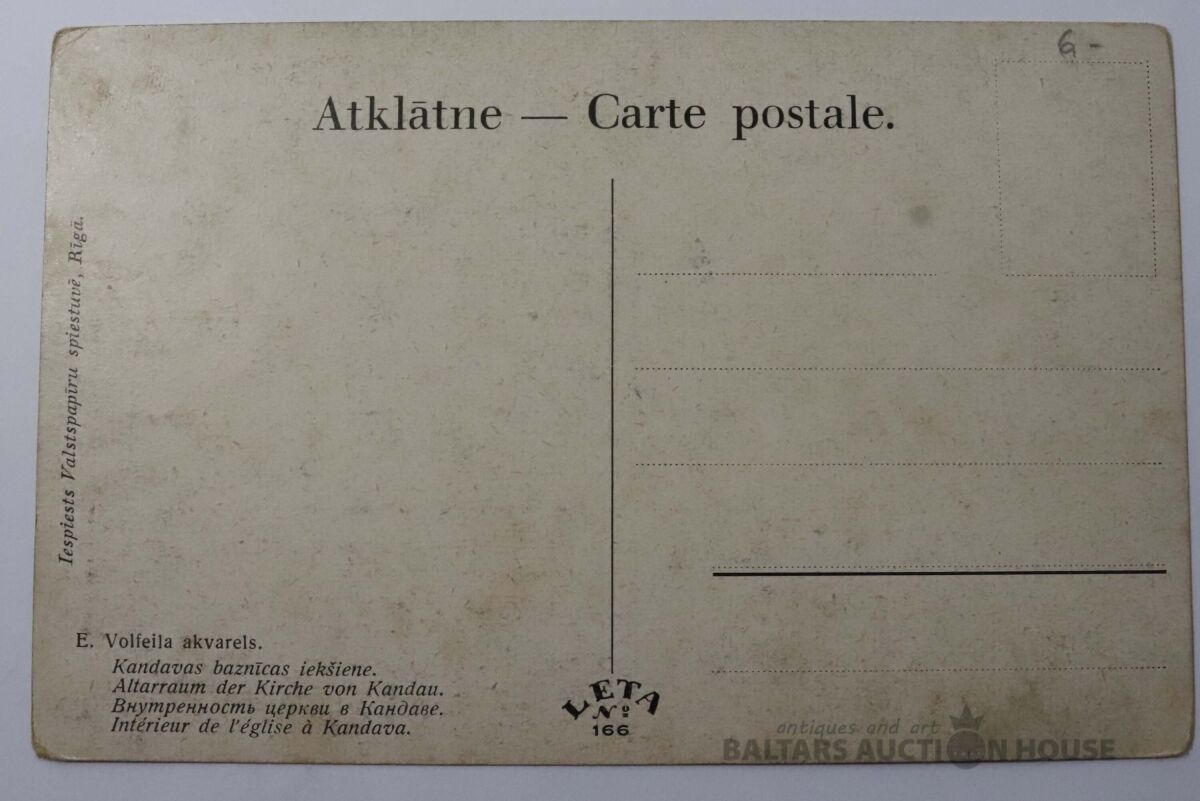 6 -
Atklātne — Carte postale.
Iespiests Valstspapīru spiestuvē, Rīgā.
E. Volfeila akvarels.
Kandavas baznīcas iekšiene.
Altarraum der Kirche von Kandau.
Внутренность церкви в Кандаве.
Intérieur de l'église à Kandava.
LETA
№
166
antiques and art
BALTARS AUCTION HOUSE